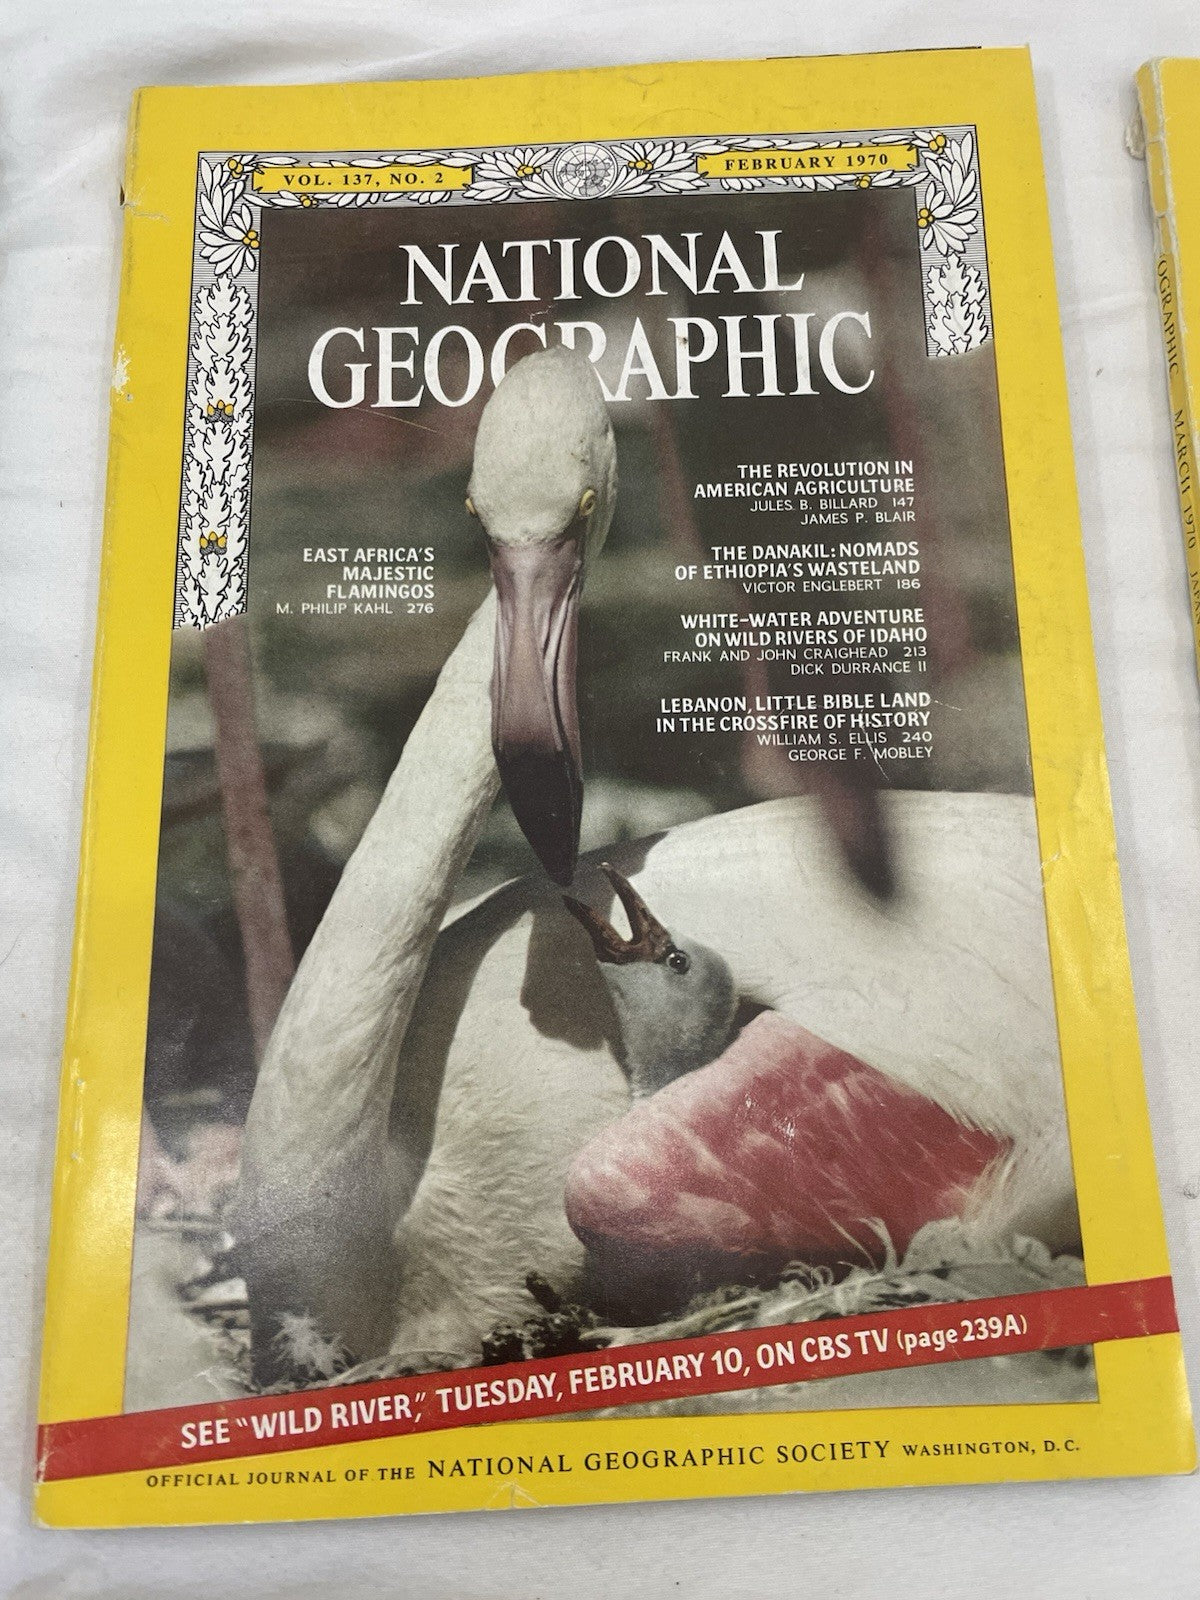 VOL. 137, NO. 2
FEBRUARY 1970
NATIONAL
GEOGRAPHIC
THE REVOLUTION IN
AMERICAN AGRICULTURE
JULES B. BILLARD 147
JAMES P. BLAIR
EAST AFRICA'S
MAJESTIC
FLAMINGOS
M. PHILIP KAHL 276
THE DANAKIL: NOMADS
OF ETHIOPIA'S WASTELAND
VICTOR ENGLEBERT 186
WHITE-WATER ADVENTURE
ON WILD RIVERS OF IDAHO
FRANK AND JOHN CRAIGHEAD 213
DICK DURRANCE II
LEBANON, LITTLE BIBLE LAND
IN THE CROSSFIRE OF HISTORY
WILLIAM S. ELLIS 240
GEORGE F. MOBLEY
SEE "WILD RIVER," TUESDAY, FEBRUARY 10, ON CBS TV (page 239A)
OFFICIAL JOURNAL OF THE NATIONAL GEOGRAPHIC SOCIETY WASHINGTON, D.C.
OGRAPHIC MARCH 1970 JAPAN